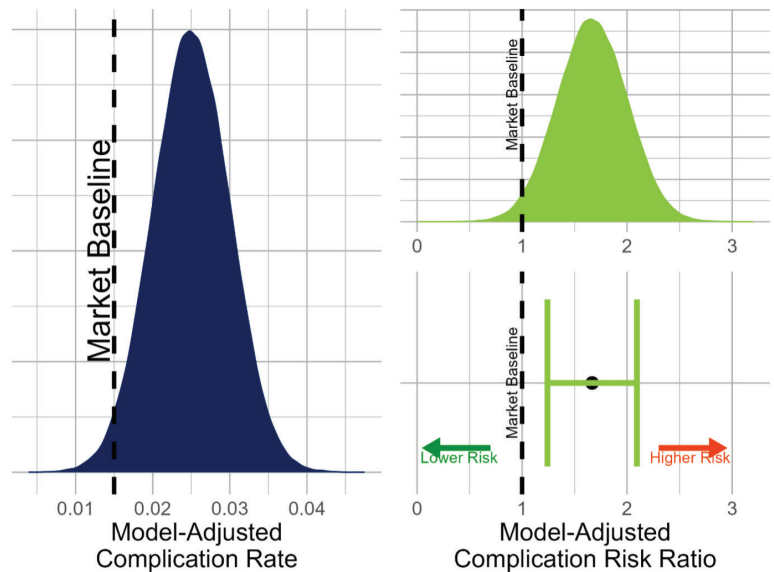 Market Baseline
0.01 0.02 0.03 0.04
Model-Adjusted
Complication Rate
Market Baseline
0 1 2 3
Market Baseline
Lower Risk
Higher Risk
0 1 2 3
Model-Adjusted
Complication Risk Ratio